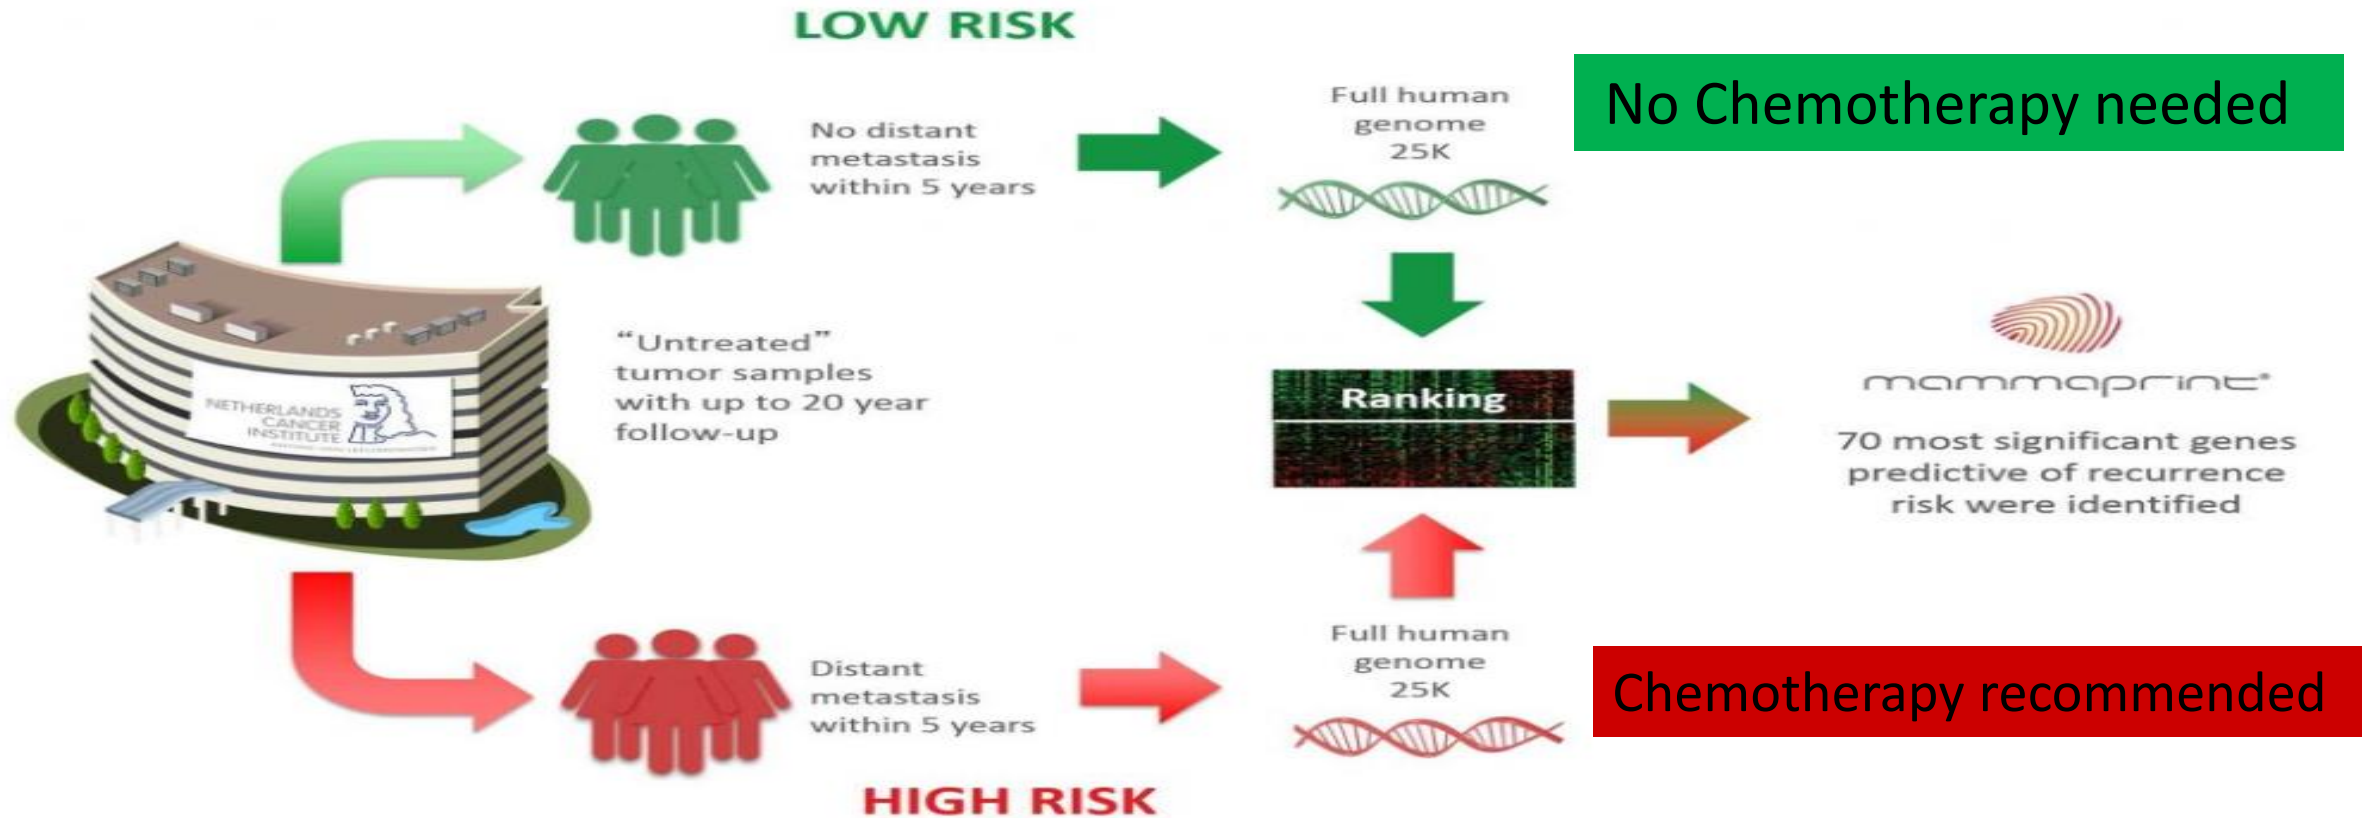 LOW RISK
No Chemotherapy needed
Full human
genome
25K
No distant
metastasis
within 5 years
“Untreated”
tumor samples
with up to 20 year
follow-up
NETHERLANDS
CANCER
INSTITUTE
Ranking
mammaprint®
70 most significant genes
predictive of recurrence
risk were identified
Distant
metastasis
within 5 years
Full human
genome
25K
Chemotherapy recommended
HIGH RISK